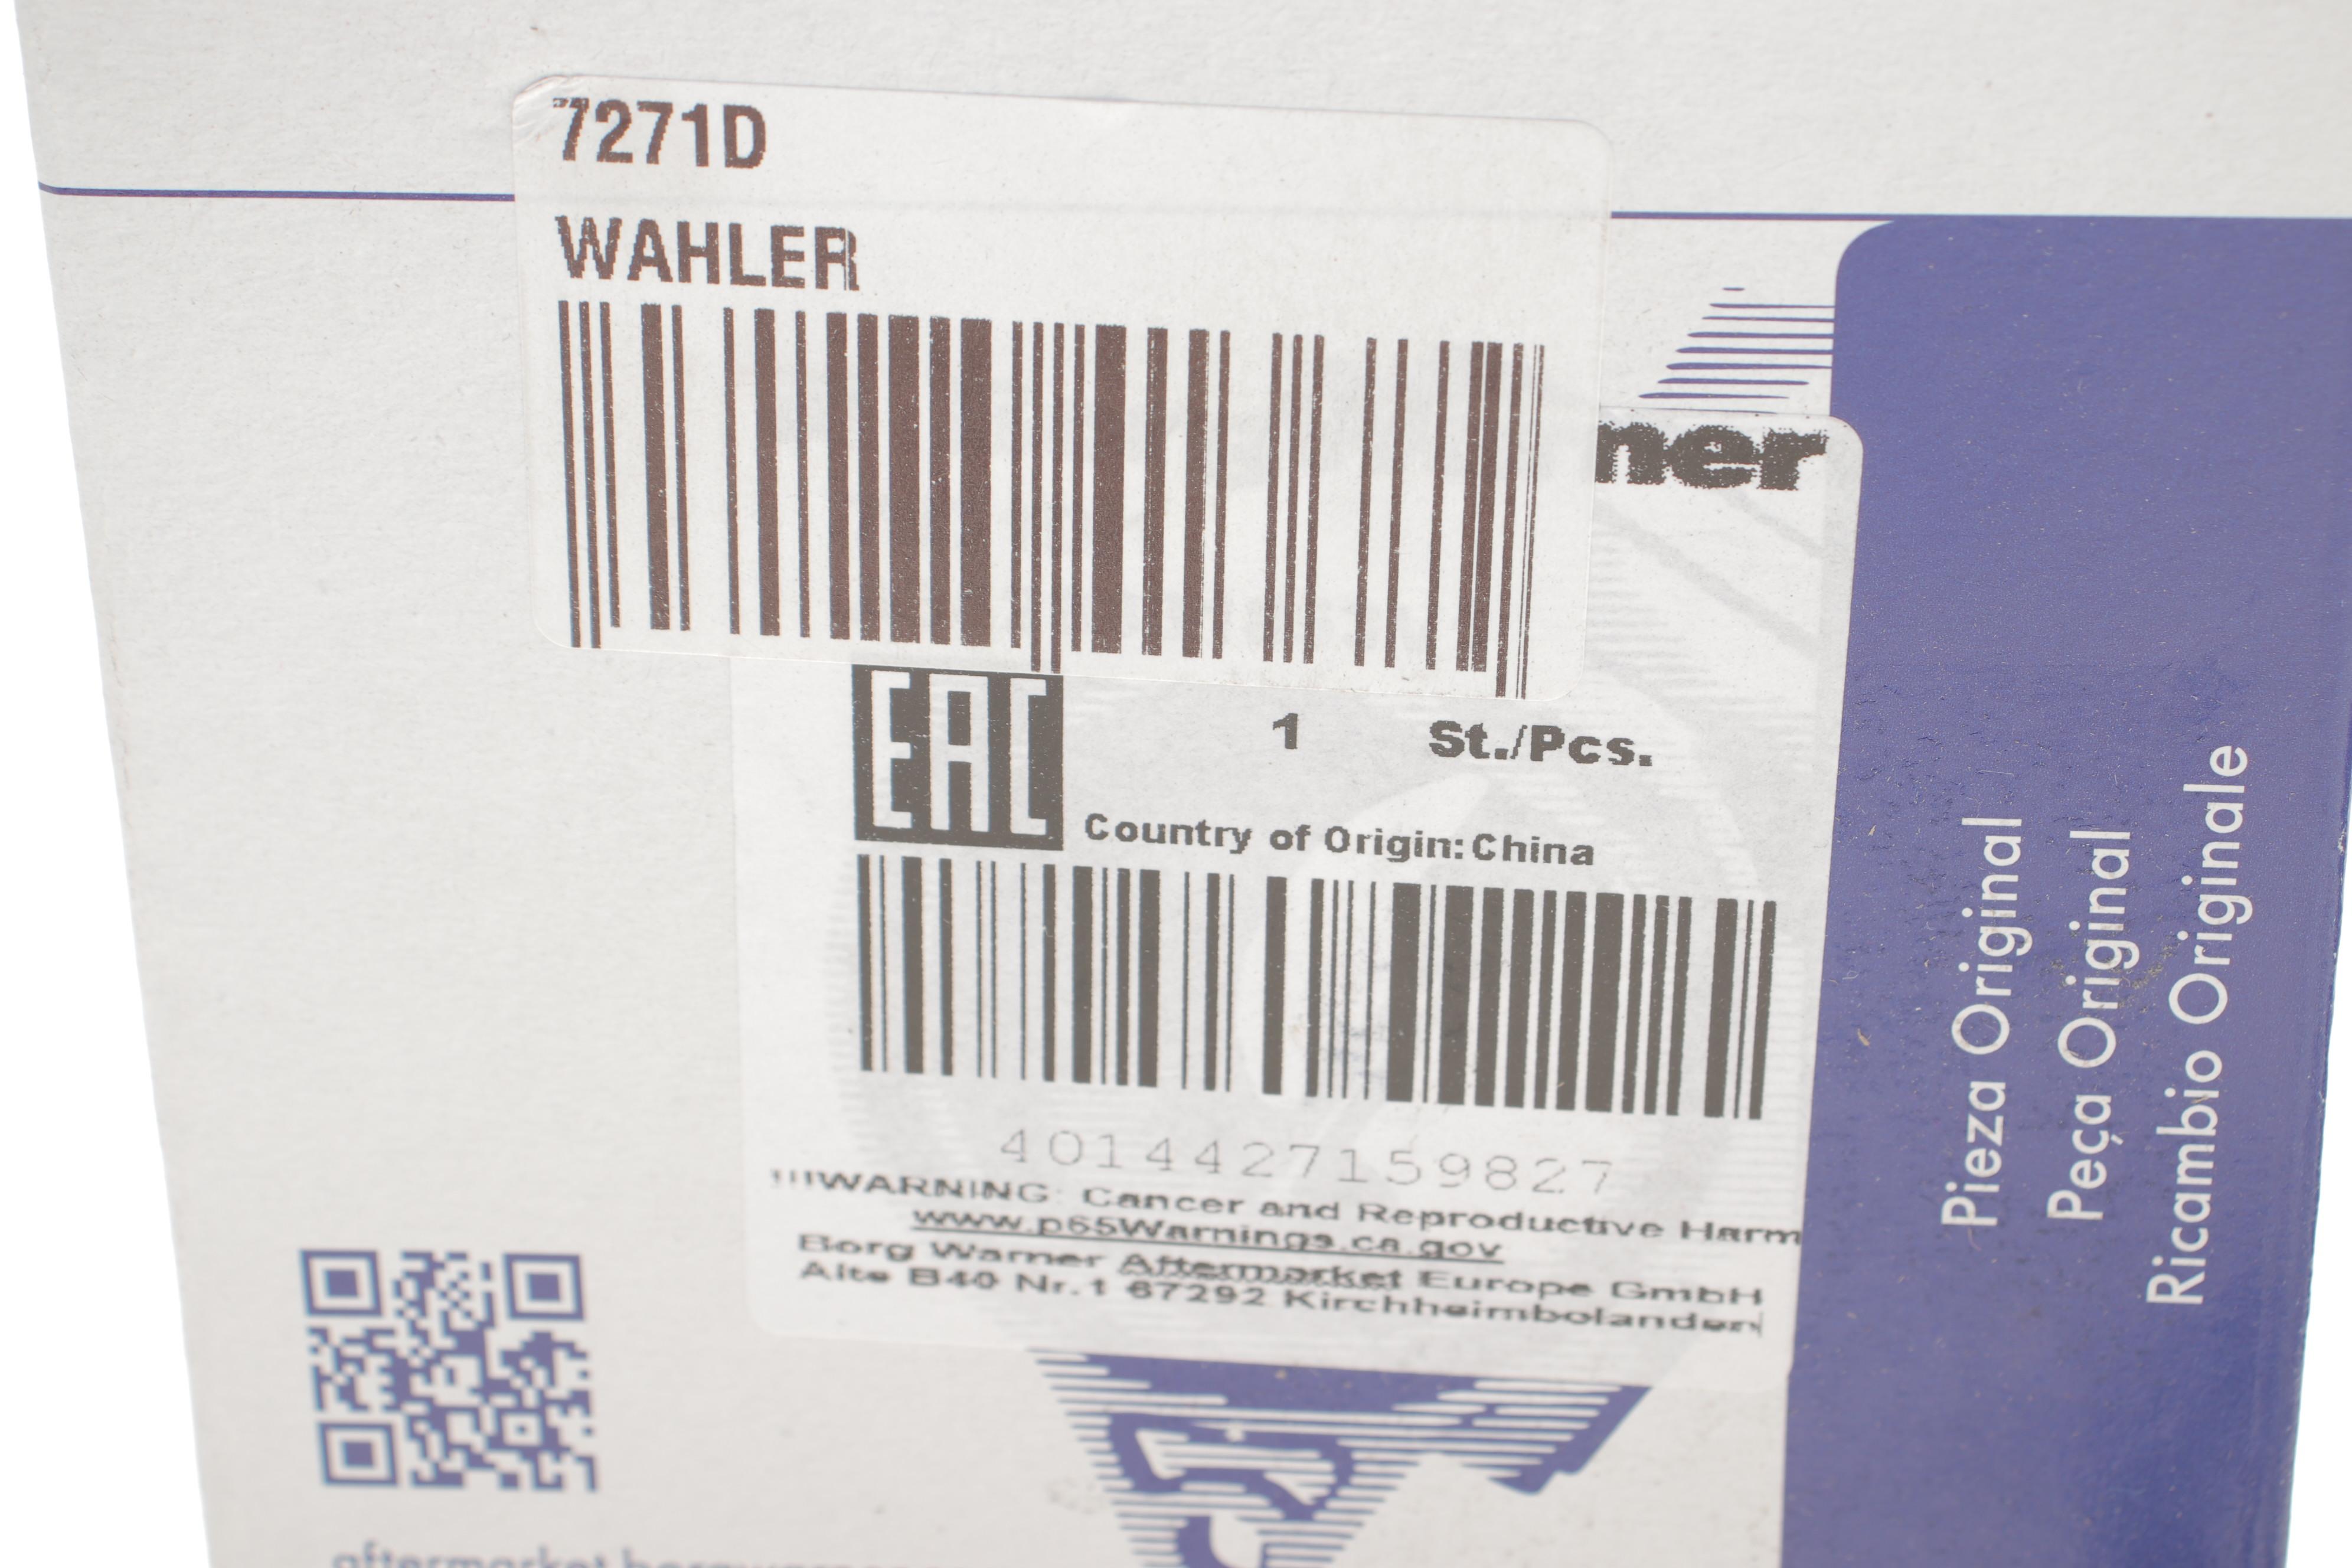 7271D
WAHLER
ner
EAC
1 St./Pcs.
Country of Origin:China
4014427159827
WARNING: Cancer and Reproductive Harm
www.p65Warnings.ca.gov
Borg Warner Aftermarket Europe GmbH
Alte B40 Nr.1 67292 Kirchheimbolanden
Pieza Original
Peça Original
Ricambio Originale